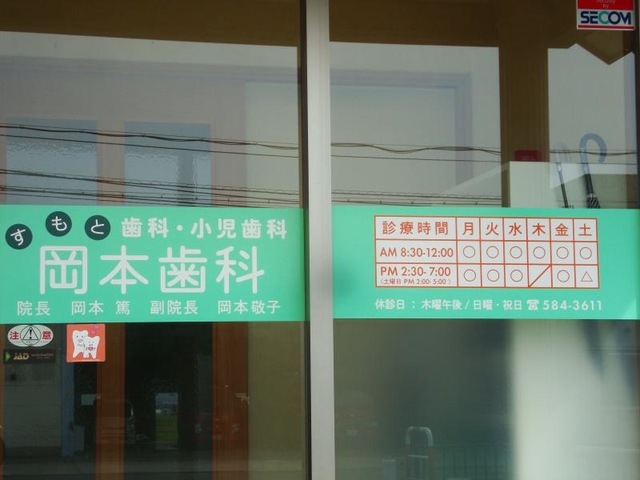 SECOM
すもと 歯科・小児歯科
岡本歯科
院長 岡本 篤 副院長 岡本敬子
診療時間 月 火 水 木 金 土
AM 8:30-12:00 ○ ○ ○ ○ ○ ○
PM 2:30-7:00 ○ ○ ○ ／ ○ △
(土曜日 PM 2:00-5:00)
休診日 : 木曜午後/日曜・祝日 ☎ 584-3611
注 意
JAD